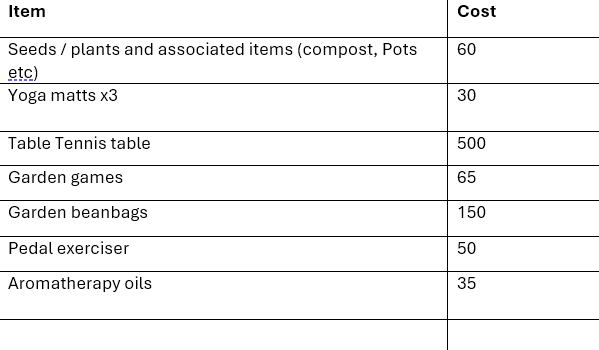 Item Cost
Seeds / plants and associated items (compost, Pots 60
etc)
Yoga matts x3 30
Table Tennis table 500
Garden games 65
Garden beanbags 150
Pedal exerciser 50
Aromatherapy oils 35